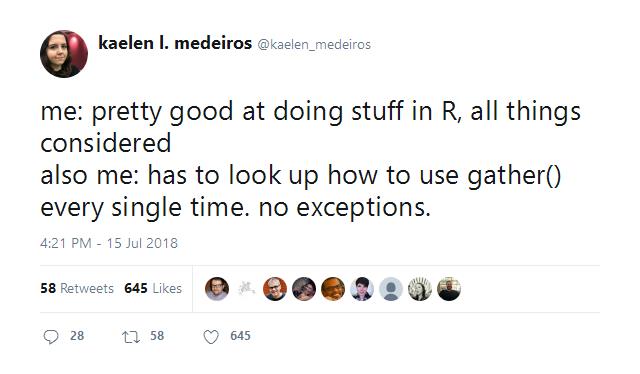 kaelen l. medeiros @kaelen_medeiros
me: pretty good at doing stuff in R, all things
considered
also me: has to look up how to use gather()
every single time. no exceptions.
4:21 PM - 15 Jul 2018
58 Retweets 645 Likes
28 58 645